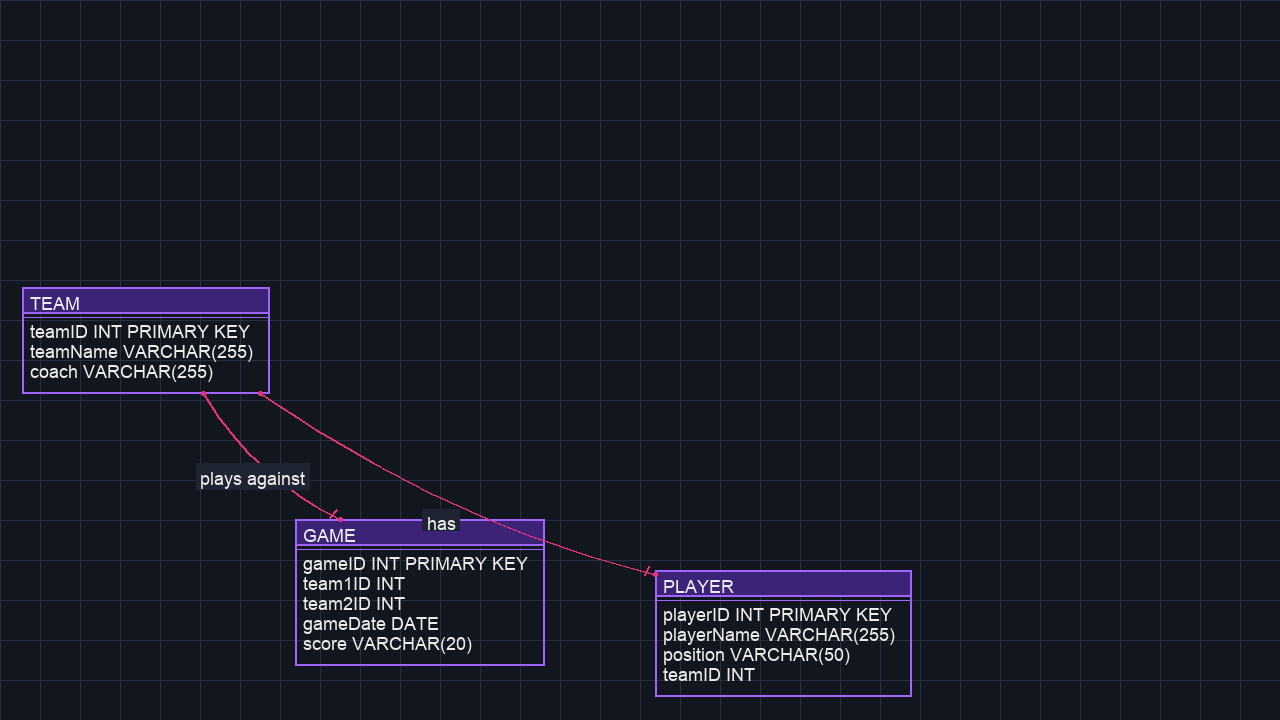 TEAM
teamID INT PRIMARY KEY
teamName VARCHAR(255)
coach VARCHAR(255)
plays against
has
GAME
gameID INT PRIMARY KEY
team1ID INT
team2ID INT
gameDate DATE
score VARCHAR(20)
PLAYER
playerID INT PRIMARY KEY
playerName VARCHAR(255)
position VARCHAR(50)
teamID INT